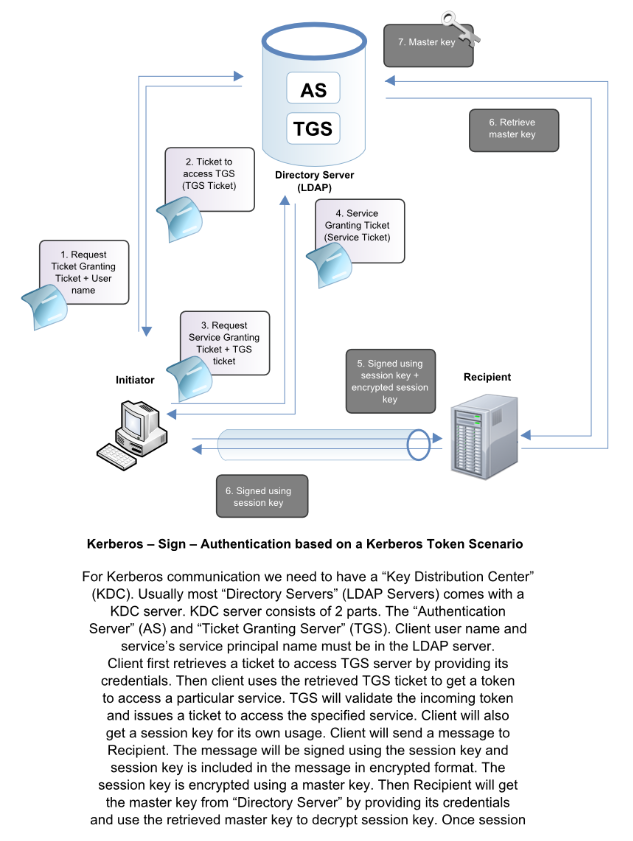 7. Master key
AS
TGS
6. Retrieve
master key
2. Ticket to
access TGS
(TGS Ticket)
Directory Server
(LDAP)
4. Service
Granting Ticket
(Service Ticket)
1. Request
Ticket Granting
Ticket + User
name
3. Request
Service Granting
Ticket + TGS
ticket
5. Signed using
session key +
encrypted session
key
Initiator
Recipient
6. Signed using
session key
Kerberos – Sign – Authentication based on a Kerberos Token Scenario
For Kerberos communication we need to have a “Key Distribution Center”
(KDC). Usually most “Directory Servers” (LDAP Servers) comes with a
KDC server. KDC server consists of 2 parts. The “Authentication
Server” (AS) and “Ticket Granting Server” (TGS). Client user name and
service’s service principal name must be in the LDAP server.
Client first retrieves a ticket to access TGS server by providing its
credentials. Then client uses the retrieved TGS ticket to get a token
to access a particular service. TGS will validate the incoming token
and issues a ticket to access the specified service. Client will also
get a session key for its own usage. Client will send a message to
Recipient. The message will be signed using the session key and
session key is included in the message in encrypted format. The
session key is encrypted using a master key. Then Recipient will get
the master key from “Directory Server” by providing its credentials
and use the retrieved master key to decrypt session key. Once session